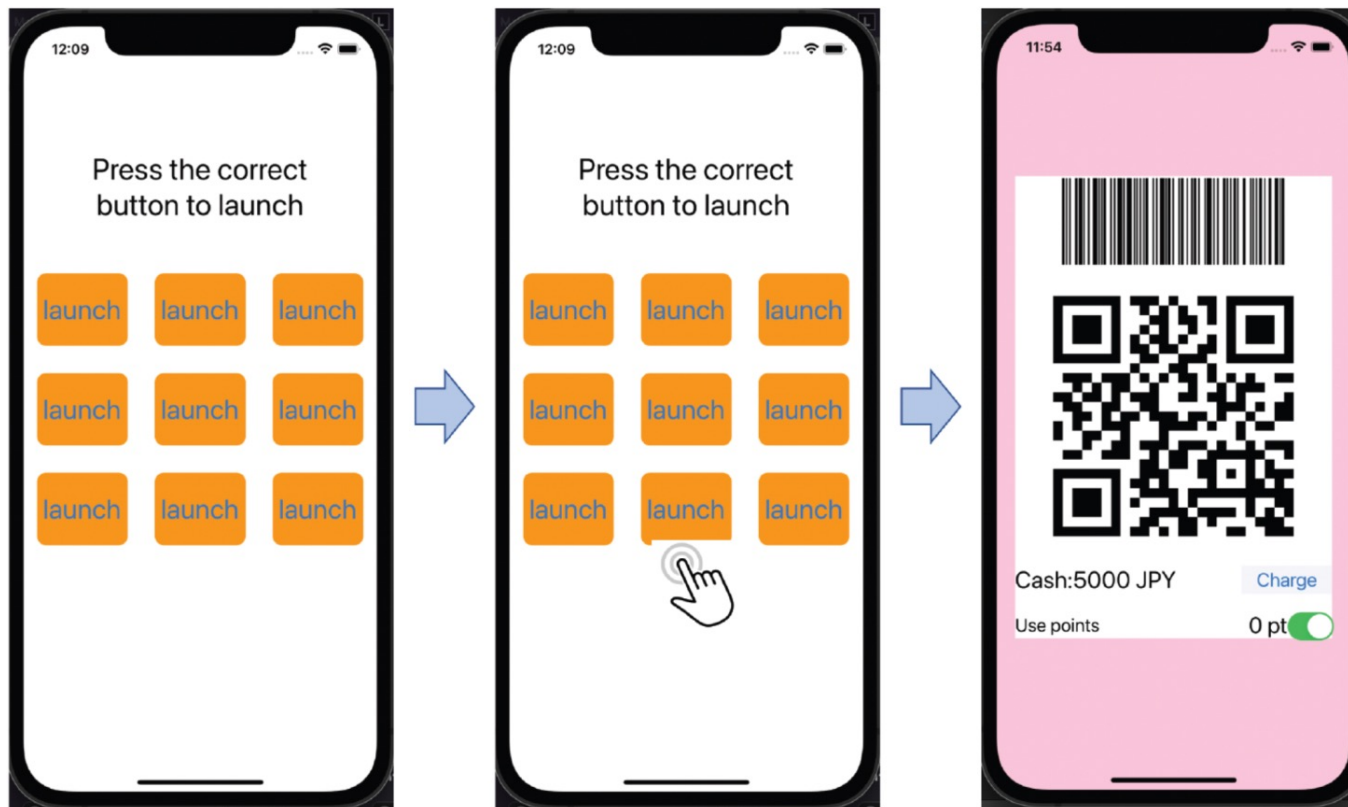 12:09
Press the correct
button to launch
launch launch launch
launch launch launch
launch launch launch
12:09
Press the correct
button to launch
launch launch launch
launch launch launch
launch launch launch
11:54
Cash:5000 JPY Charge
Use points 0 pt